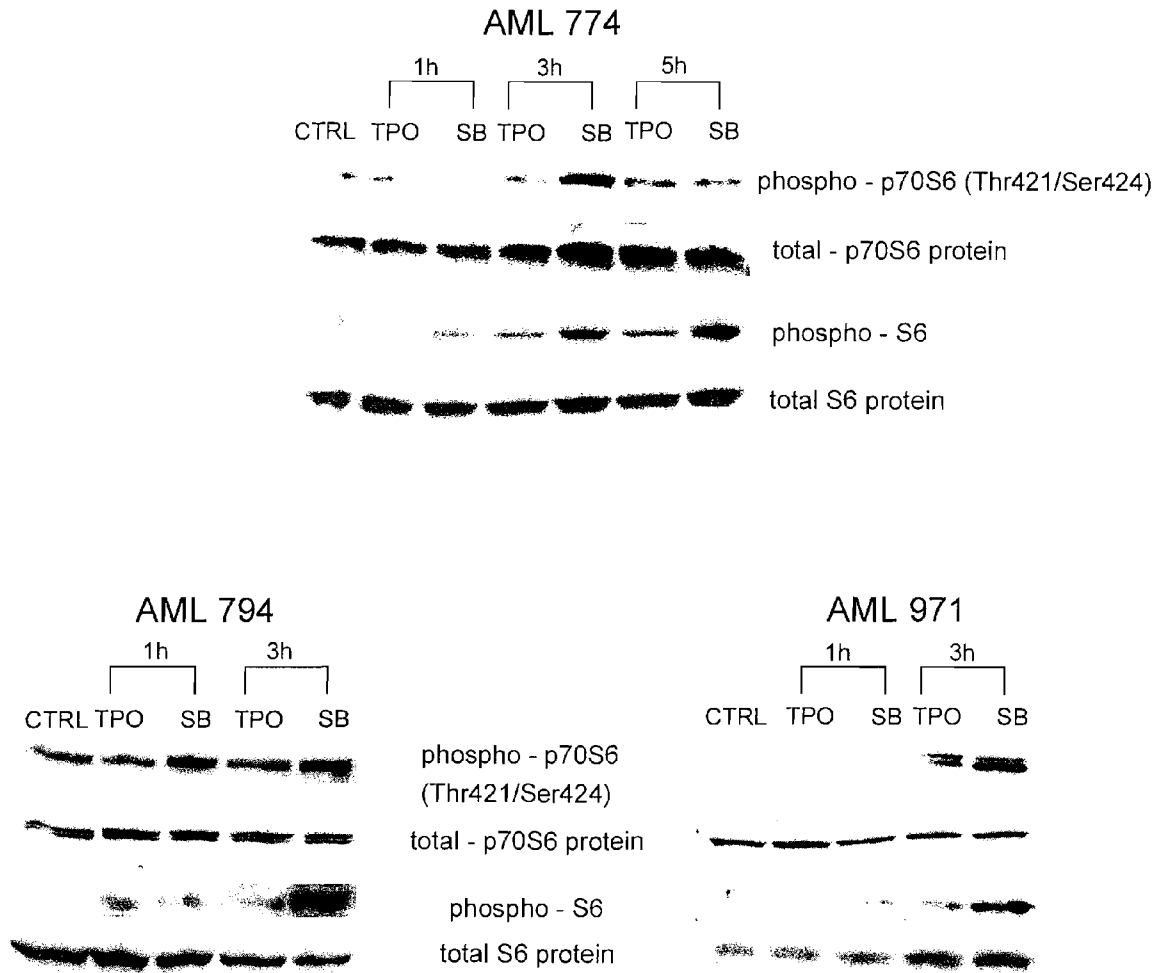 AML 774
1h 3h 5h
CTRL TPO SB TPO SB TPO SB
phospho - p70S6 (Thr421/Ser424)
total - p70S6 protein
phospho - S6
total S6 protein
AML 794
1h 3h
CTRL TPO SB TPO SB
AML 971
1h 3h
CTRL TPO SB TPO SB
phospho - p70S6
(Thr421/Ser424)
total - p70S6 protein
phospho - S6
total S6 protein